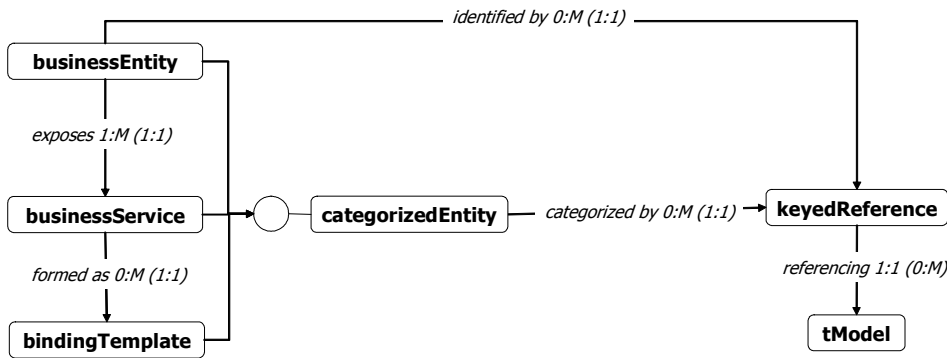 identified by 0:M (1:1)
businessEntity
exposes 1:M (1:1)
businessService
categorizedEntity
categorized by 0:M (1:1)
keyedReference
formed as 0:M (1:1)
referencing 1:1 (0:M)
bindingTemplate
tModel